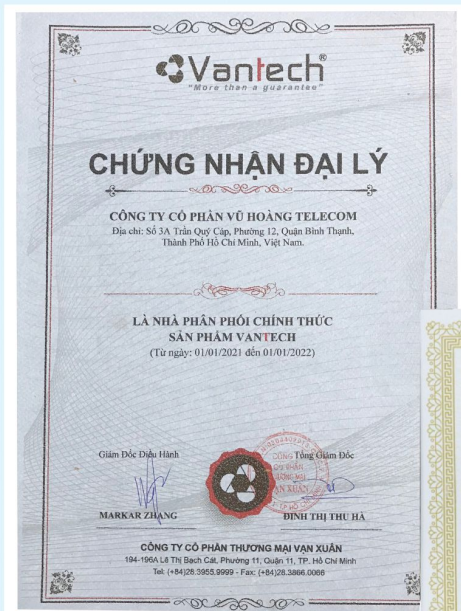 Vantech®
"More than a guarantee"
CHỨNG NHẬN ĐẠI LÝ
CÔNG TY CỔ PHẦN VŨ HOÀNG TELECOM
Địa chỉ: Số 3A Trần Quý Cáp, Phường 12, Quận Bình Thạnh,
Thành Phố Hồ Chí Minh, Việt Nam.
LÀ NHÀ PHÂN PHỐI CHÍNH THỨC
SẢN PHẨM VANTECH
(Từ ngày: 01/01/2021 đến 01/01/2022)
Giám Đốc Điều Hành
Tổng Giám Đốc
MARKAR ZHANG
ĐINH THỊ THU HÀ
CÔNG TY CỔ PHẦN THƯƠNG MẠI VẠN XUÂN
194-196A Lê Thị Bạch Cát, Phường 11, Quận 11, TP. Hồ Chí Minh
Tel: (+84)28.3955.9999 - Fax: (+84)28.3866.0066